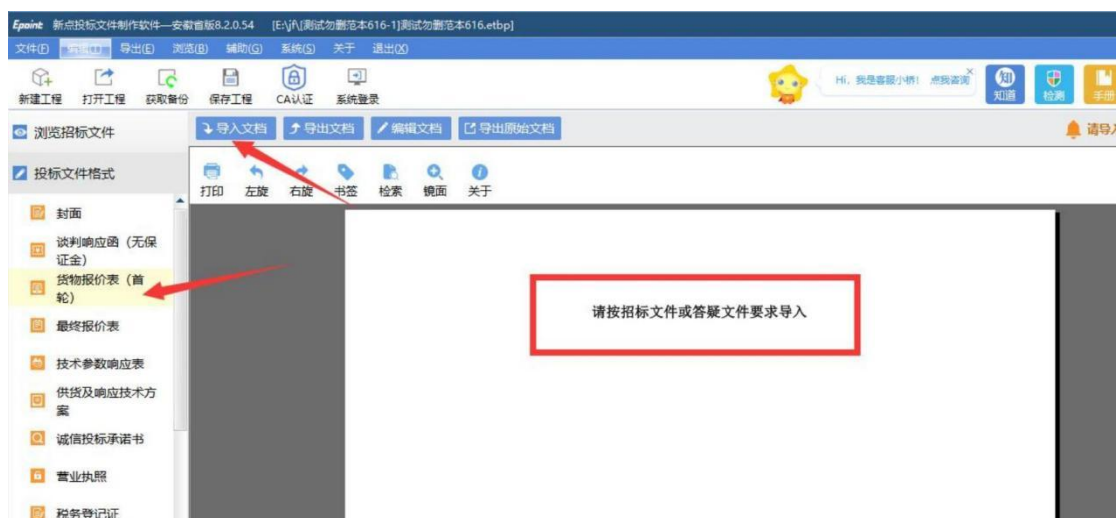 Epoint 新点投标文件制作软件—安徽省版8.2.0.54 [E:\jf\[测试勿删范本616-1]测试勿删范本616.etbp]
文件(F) 导出(E) 浏览(B) 辅助(G) 系统(S) 关于 退出(X)
新建工程 打开工程 获取备份 保存工程 CA认证 系统登录
Hi，我是客服小桥！ 点我咨询
知
知道
检测
手册
浏览招标文件
导入文档 导出文档 编辑文档 导出原始文档
请导入
投标文件格式
打印 左旋 右旋 书签 检索 镜面 关于
封面
谈判响应函（无保
证金）
货物报价表（首
轮）
最终报价表
技术参数响应表
供货及响应技术方
案
诚信投标承诺书
营业执照
税务登记证
请按招标文件或答疑文件要求导入